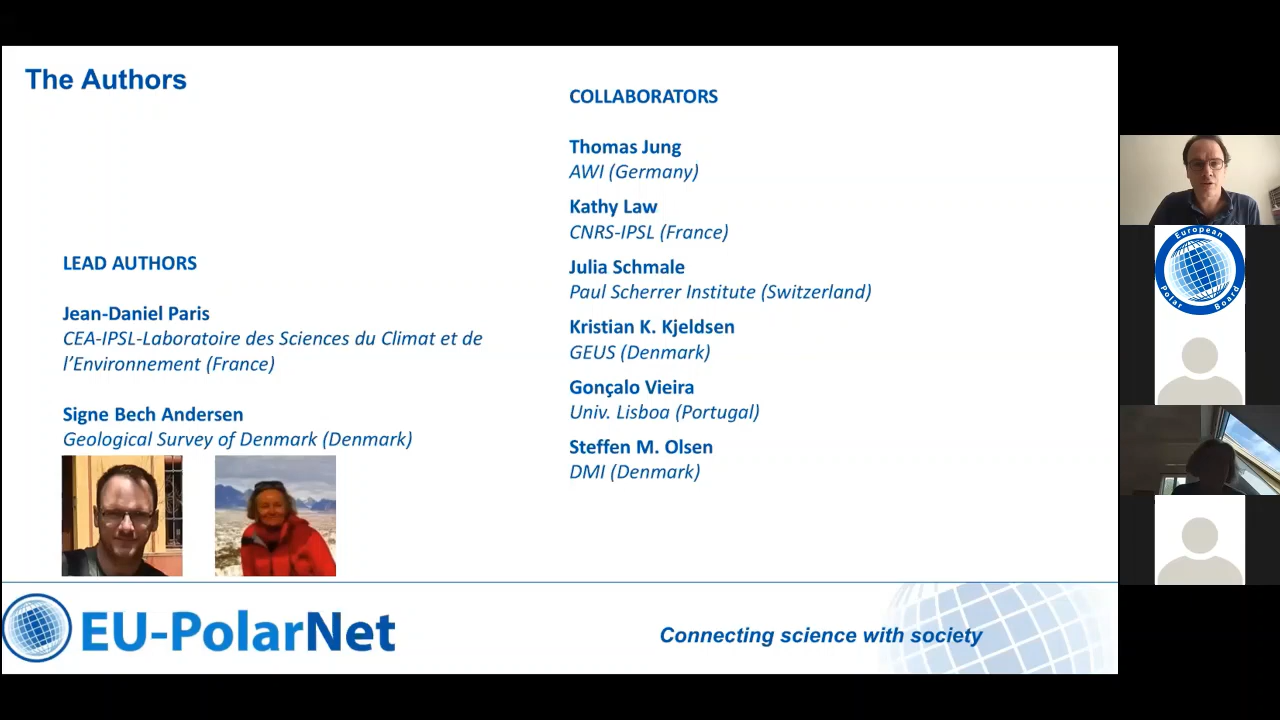 The Authors
LEAD AUTHORS
Jean-Daniel Paris
CEA-IPSL-Laboratoire des Sciences du Climat et de
l’Environnement (France)
Signe Bech Andersen
Geological Survey of Denmark (Denmark)
COLLABORATORS
Thomas Jung
AWI (Germany)
Kathy Law
CNRS-IPSL (France)
Julia Schmale
Paul Scherrer Institute (Switzerland)
Kristian K. Kjeldsen
GEUS (Denmark)
Gonçalo Vieira
Univ. Lisboa (Portugal)
Steffen M. Olsen
DMI (Denmark)
EU-PolarNet
Connecting science with society
European
Polar Board